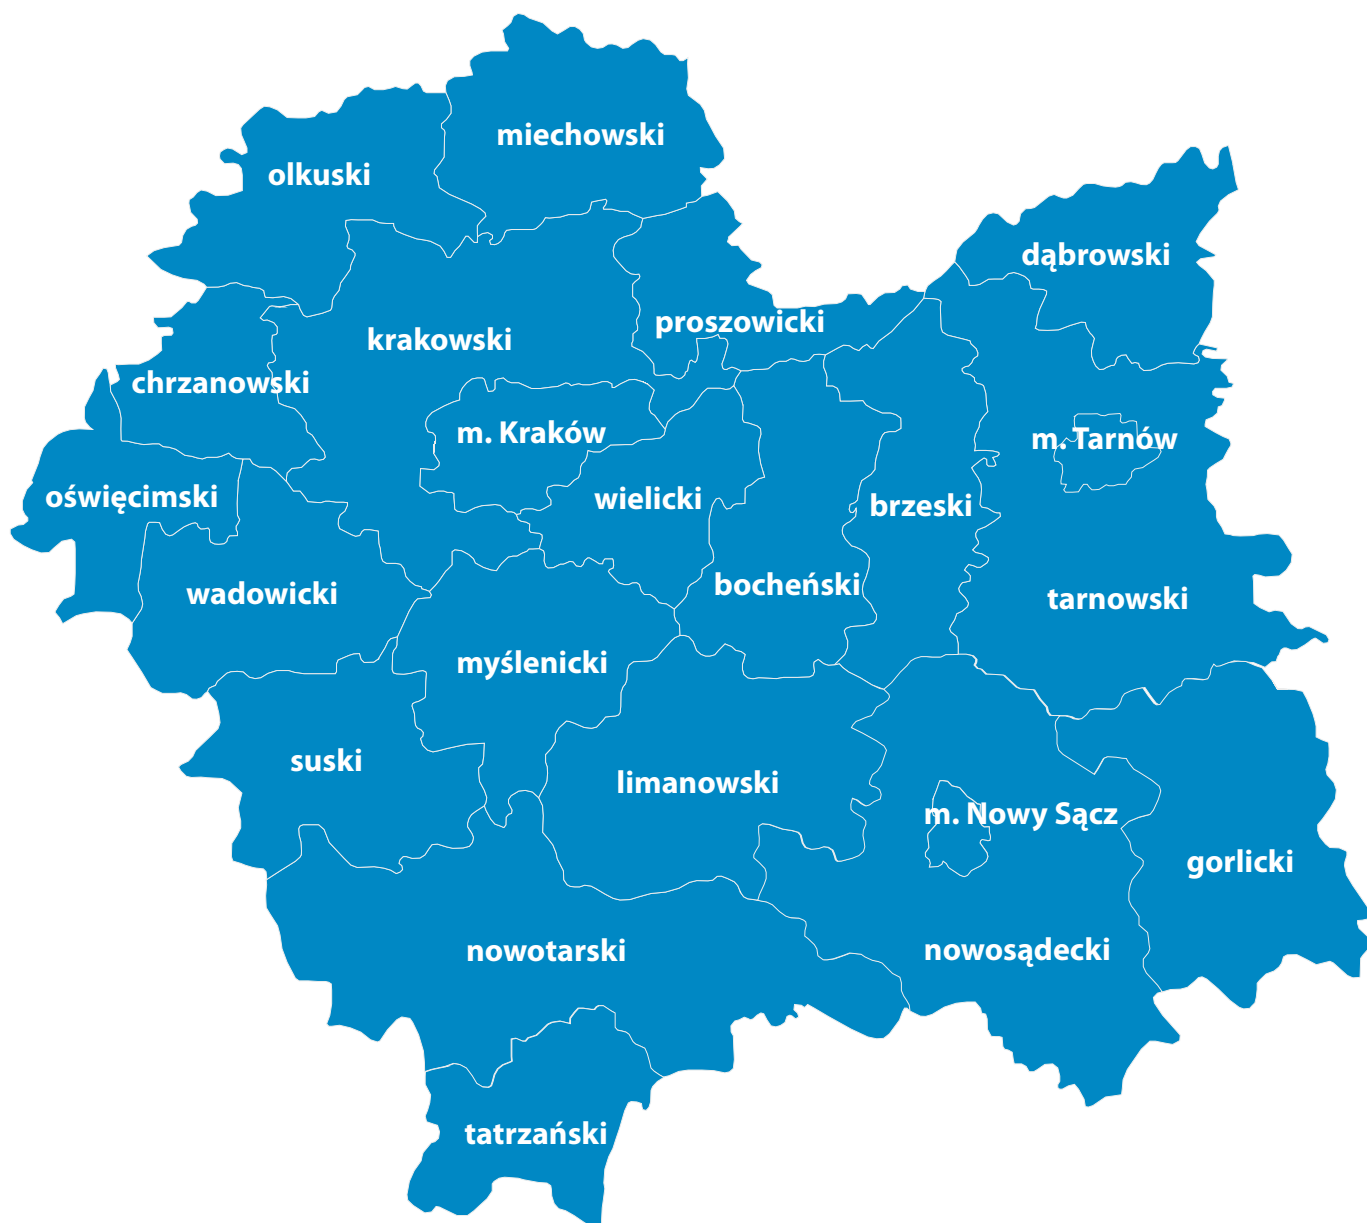 miechowski
olkuski
dąbrowski
proszowicki
krakowski
chrzanowski
m. Kraków
m. Tarnów
oświęcimski
wielicki
brzeski
wadowicki
bocheński
tarnowski
myślenicki
suski
limanowski
m. Nowy Sącz
gorlicki
nowotarski
nowosądecki
tatrzański